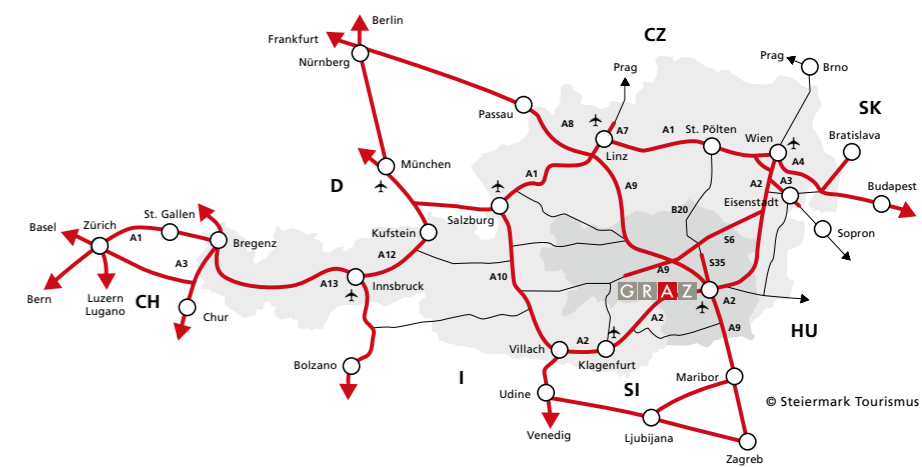 Berlin
Frankfurt
Nürnberg
CZ
Prag
Prag
Brno
SK
Passau
A8
A7
A1
St. Pölten
Wien
Bratislava
Linz
A4
München
D
A1
A9
A2
A3
Eisenstadt
Budapest
Salzburg
B20
Basel
Zürich
St. Gallen
Kufstein
Sopron
A1
Bregenz
S6
A12
A3
A10
A9
S35
A13
Innsbruck
GRAZ
A2
Bern
Luzern
Lugano
CH
Chur
A2
A9
HU
Villach
A2
Klagenfurt
Bolzano
I
SI
Maribor
Udine
© Steiermark Tourismus
Venedig
Ljubijana
Zagreb